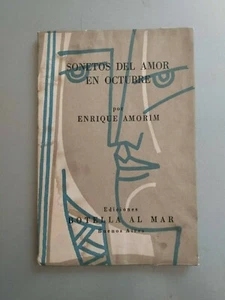 SONETOS DEL AMOR
EN OCTUBRE
por
ENRIQUE AMORIM
Ediciones
BOTELLA AL MAR
Buenos Aires